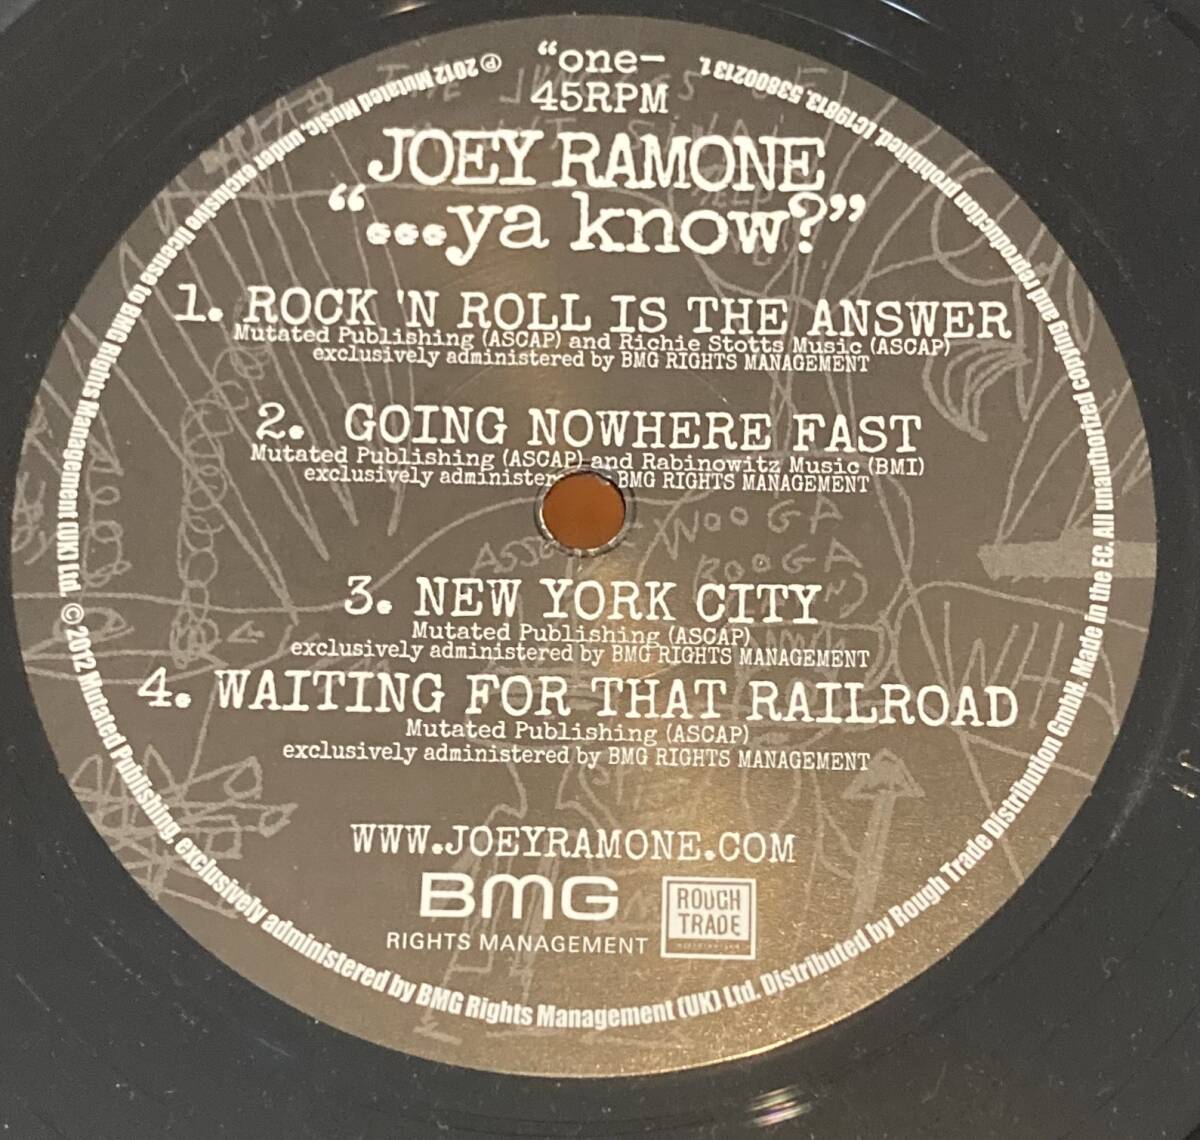 "one-
45RPM
JOEY RAMONE
"...ya know?"
1. ROCK 'N ROLL IS THE ANSWER
Mutated Publishing (ASCAP) and Richie Stotts Music (ASCAP)
exclusively administered by BMG RIGHTS MANAGEMENT
2. GOING NOWHERE FAST
Mutated Publishing (ASCAP) and Rabinowitz Music (BMI)
exclusively administer BMG RIGHTS MANAGEMENT
WOOGA
BOOGA
3. NEW YORK CITY
Mutated Publishing (ASCAP)
exclusively administered by BMG RIGHTS MANAGEMENT
4. WAITING FOR THAT RAILROAD
Mutated Publishing (ASCAP)
exclusively administered by BMG RIGHTS MANAGEMENT
WWW.JOEYRAMONE.COM
BMG
RIGHTS MANAGEMENT
ROUGH
TRADE
℗ 2012 Mutated Music, under exclusive license to BMG Rights Management (UK) Ltd. © 2012 Mutated Publishing, exclusively administered by BMG Rights Management (UK) Ltd. Distributed by Rough Trade Distribution GmbH. Made in the EC. All unauthorized copying and reproduction prohibited. LC19813. 53800213 1.